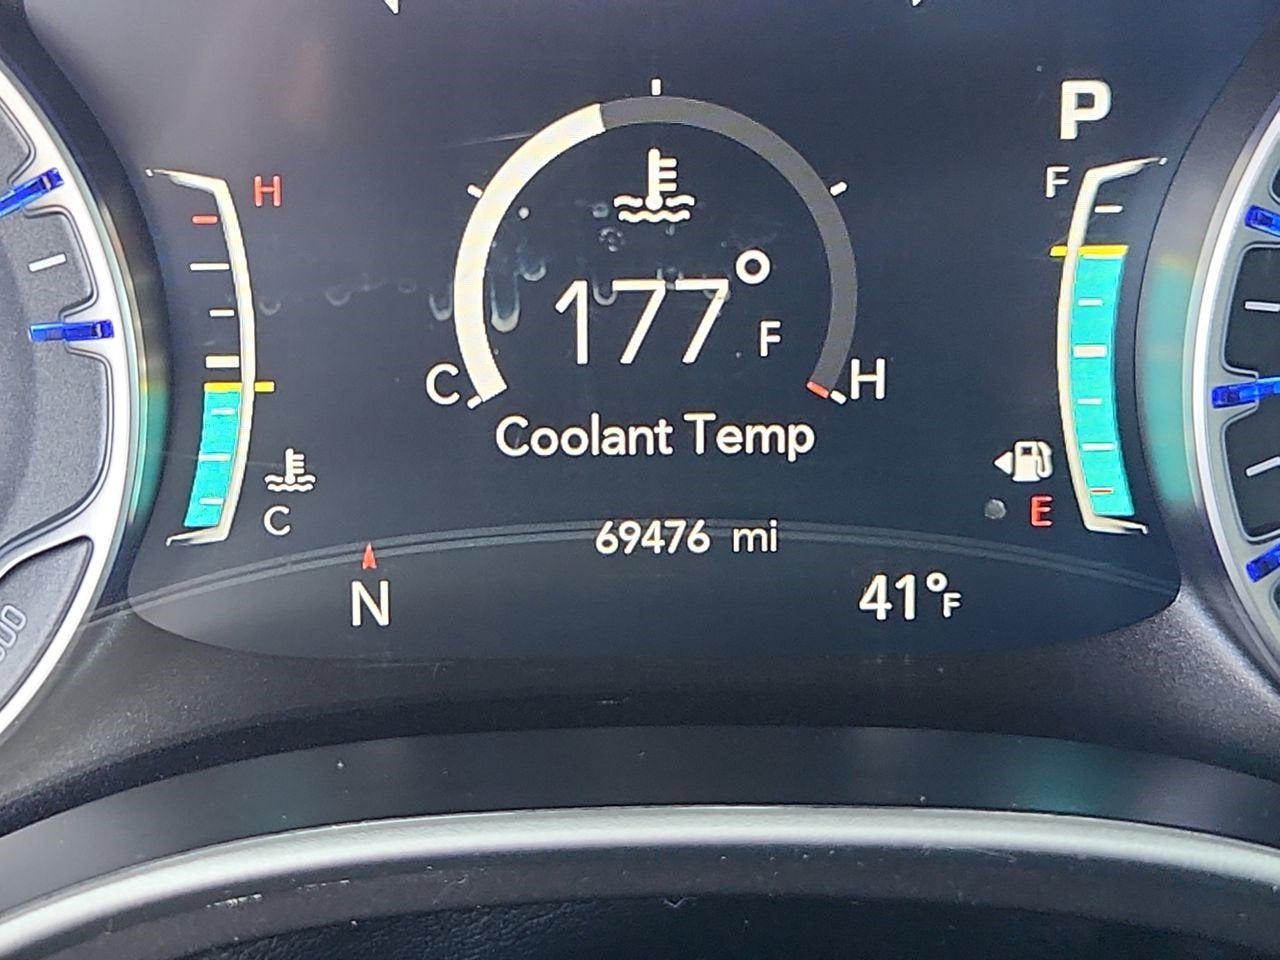 P
H
F
177° F
C
H
Coolant Temp
C
E
69476 mi
N
41°F